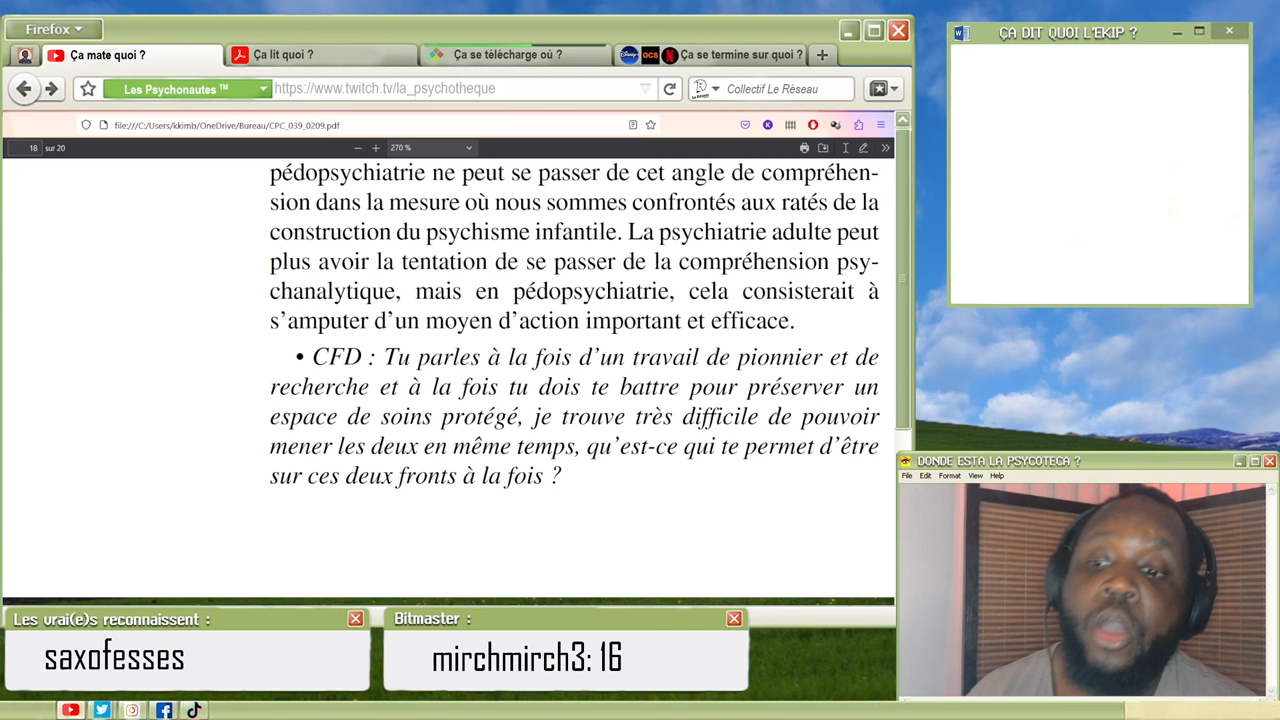 Firefox
ÇA DIT QUOI L'EKIP ?
Ça mate quoi ?
Ça lit quoi ?
Ça se télécharge où ?
Disney+
OCS
Ça se termine sur quoi ?
Les Psychonautes ™
https://www.twitch.tv/la_psychotheque
Collectif Le Réseau
file:///C:/Users/kkimb/OneDrive/Bureau/CPC_039_0209.pdf
18 sur 20
270 %
pédopsychiatrie ne peut se passer de cet angle de compréhen-
sion dans la mesure où nous sommes confrontés aux ratés de la
construction du psychisme infantile. La psychiatrie adulte peut
plus avoir la tentation de se passer de la compréhension psy-
chanalytique, mais en pédopsychiatrie, cela consisterait à
s'amputer d'un moyen d'action important et efficace.
• CFD : Tu parles à la fois d'un travail de pionnier et de
recherche et à la fois tu dois te battre pour préserver un
espace de soins protégé, je trouve très difficile de pouvoir
mener les deux en même temps, qu'est-ce qui te permet d'être
sur ces deux fronts à la fois ?
DONDE ESTA LA PSYCOTECA ?
File Edit Format View Help
Les vrai(e)s reconnaissent :
saxofesses
Bitmaster :
mirchmirch3: 16